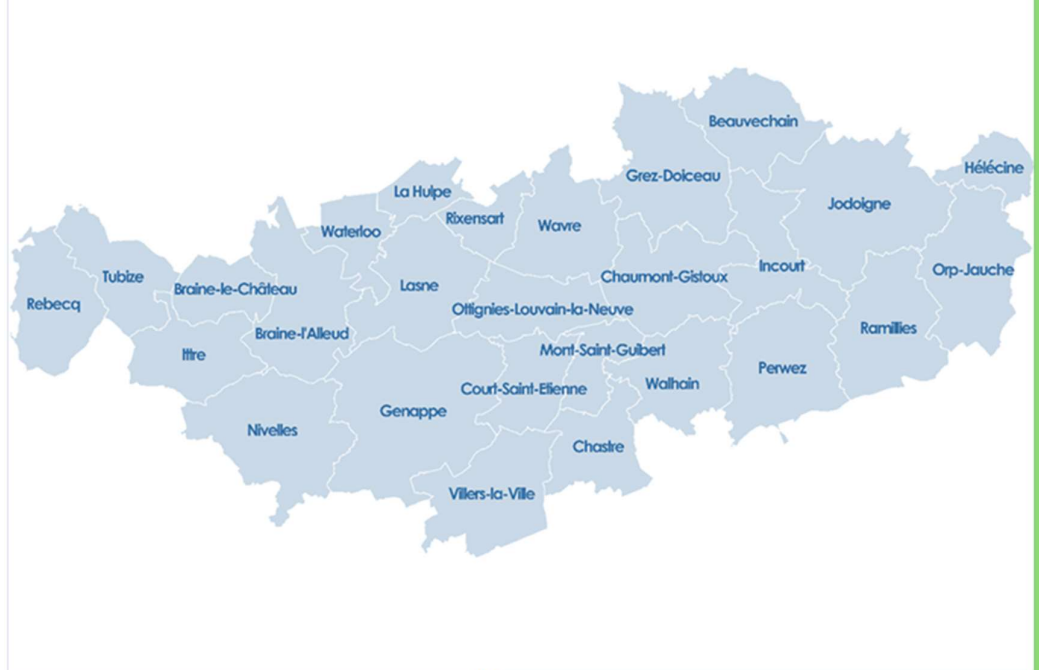 Beauvechain
Hélécine
Grez-Doiceau
La Hulpe
Jodoigne
Rixensart
Wavre
Waterloo
Incourt
Orp-Jauche
Tubize
Chaumont-Gistoux
Lasne
Braine-le-Château
Rebecq
Ottignies-Louvain-la-Neuve
Ramillies
Braine-l'Alleud
Mont-Saint-Guibert
Ittre
Perwez
Walhain
Court-Saint-Etienne
Genappe
Nivelles
Chastre
Villers-la-Ville